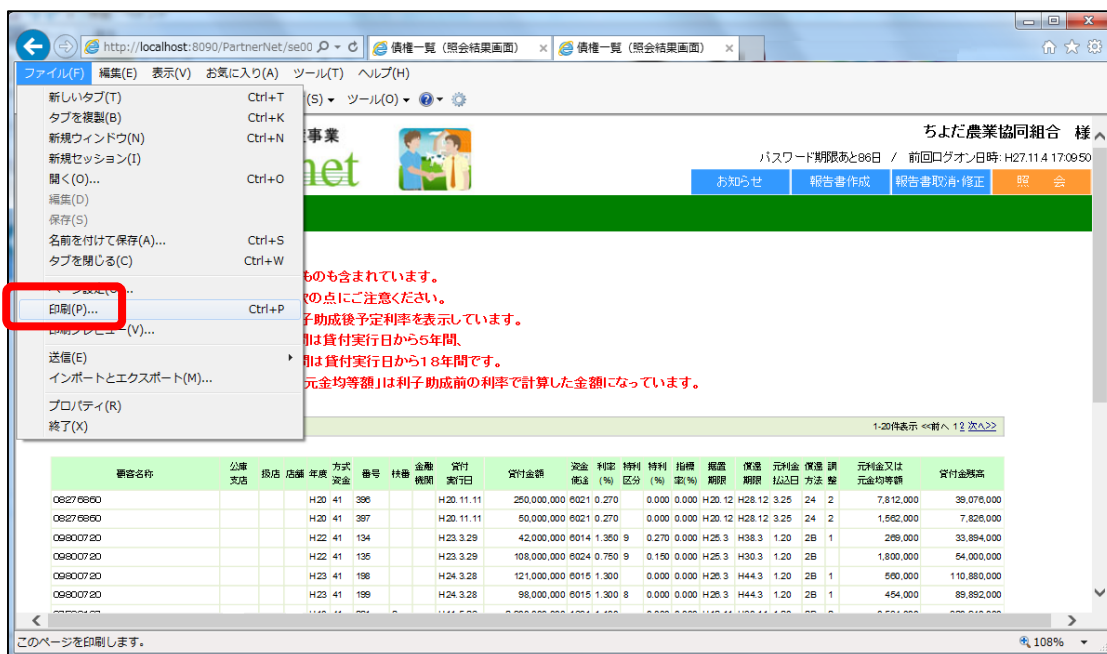 http://localhost:8090/PartnerNet/se00
債権一覧（照会結果画面） ×
債権一覧（照会結果画面） ×
ファイル(F) 編集(E) 表示(V) お気に入り(A) ツール(T) ヘルプ(H)
(S) ツール(O)
新しいタブ(T) Ctrl+T
タブを複製(B) Ctrl+K
新規ウィンドウ(N) Ctrl+N
新規セッション(I)
開く(O)... Ctrl+O
編集(D)
保存(S)
名前を付けて保存(A)... Ctrl+S
タブを閉じる(C) Ctrl+W
印刷(P)... Ctrl+P
印刷プレビュー(V)...
送信(E)
インポートとエクスポート(M)...
プロパティ(R)
終了(X)
事業
net
ちよだ農業協同組合 様
パスワード期限あと86日 / 前回ログオン日時: H27.11.4 17:09:50
お知らせ 報告書作成 報告書取消・修正 照 会
ものも含まれています。
の点にご注意ください。
子助成後予定利率を表示しています。
間は貸付実行日から5年間、
間は貸付実行日から18年間です。
元金均等額」は利子助成前の利率で計算した金額になっています。
1-20件表示 <<前へ 1 2 次へ>>
顧客名称 公庫支店 扱店 店舗 年度 方式資金 番号 枝番 金融機関 貸付実行日 貸付金額 資金使途 利率(%) 特利区分 特利(%) 指標率(%) 据置期限 償還期限 元利金払込日 償還方法 調整 元利金又は元金均等額 貸付金残高
08276860 H20 41 396 H20.11.11 250,000,000 6021 0.270 0.000 0.000 H20.12 H28.12 3.25 24 2 7,812,000 39,076,000
08276860 H20 41 397 H20.11.11 50,000,000 6021 0.270 0.000 0.000 H20.12 H28.12 3.25 24 2 1,562,000 7,826,000
09800720 H22 41 134 H23.3.29 42,000,000 6014 1.350 9 0.270 0.000 H25.3 H38.3 1.20 2B 1 269,000 33,894,000
09800720 H22 41 135 H23.3.29 108,000,000 6024 0.750 9 0.150 0.000 H25.3 H30.3 1.20 2B 1,800,000 54,000,000
09800720 H23 41 198 H24.3.28 121,000,000 6015 1.300 0.000 0.000 H26.3 H44.3 1.20 2B 1 560,000 110,880,000
09800720 H23 41 199 H24.3.28 98,000,000 6015 1.300 8 0.000 0.000 H26.3 H44.3 1.20 2B 1 454,000 89,892,000
このページを印刷します。
108%